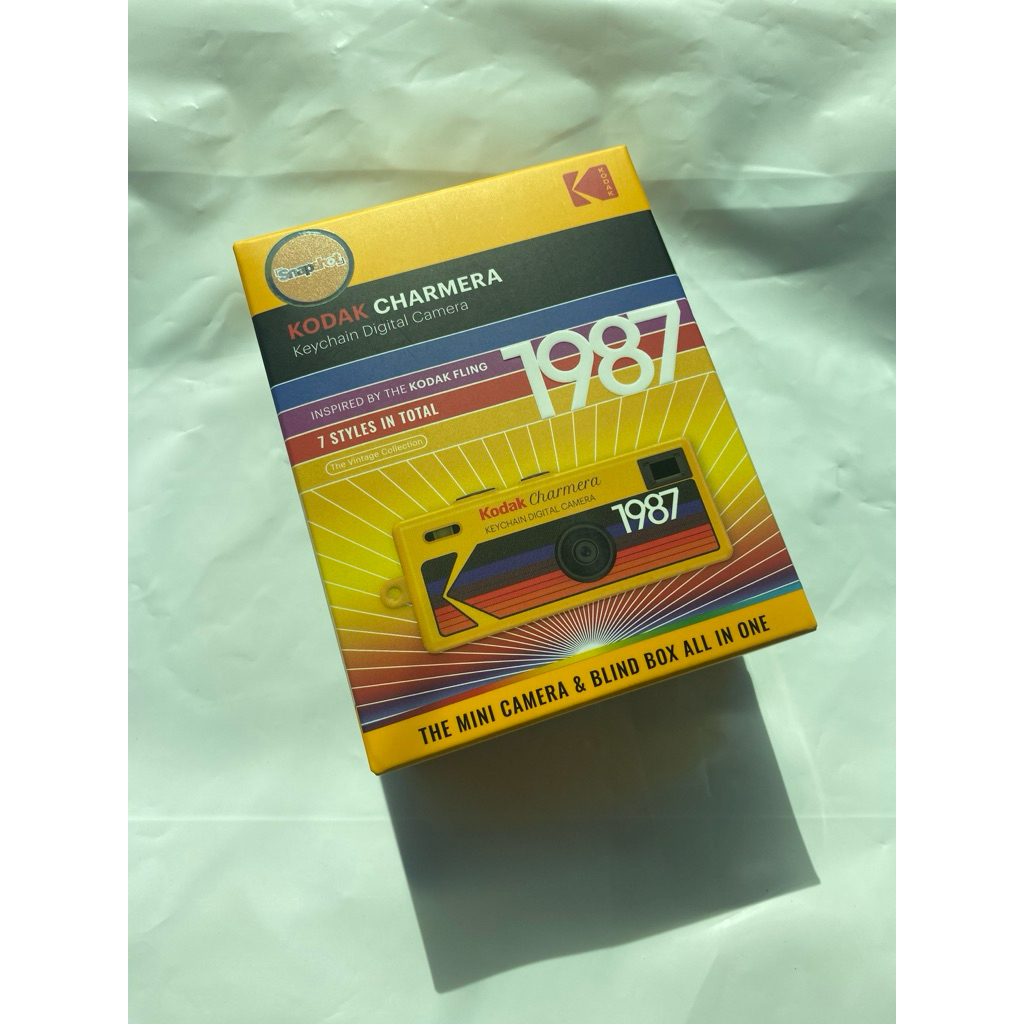 KODAK
Snapshot
KODAK CHARMERA
Keychain Digital Camera
1987
INSPIRED BY THE KODAK FLING
7 STYLES IN TOTAL
The Vintage Collection
Kodak Charmera
KEYCHAIN DIGITAL CAMERA
1987
THE MINI CAMERA & BLIND BOX ALL IN ONE